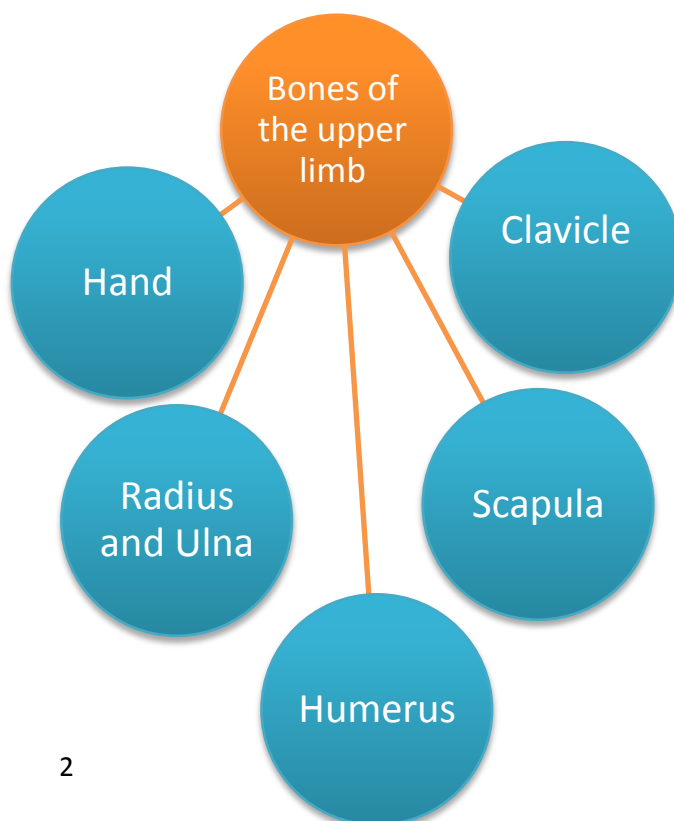 Bones of
the upper
limb
Clavicle
Hand
Scapula
Radius
and Ulna
Humerus
2